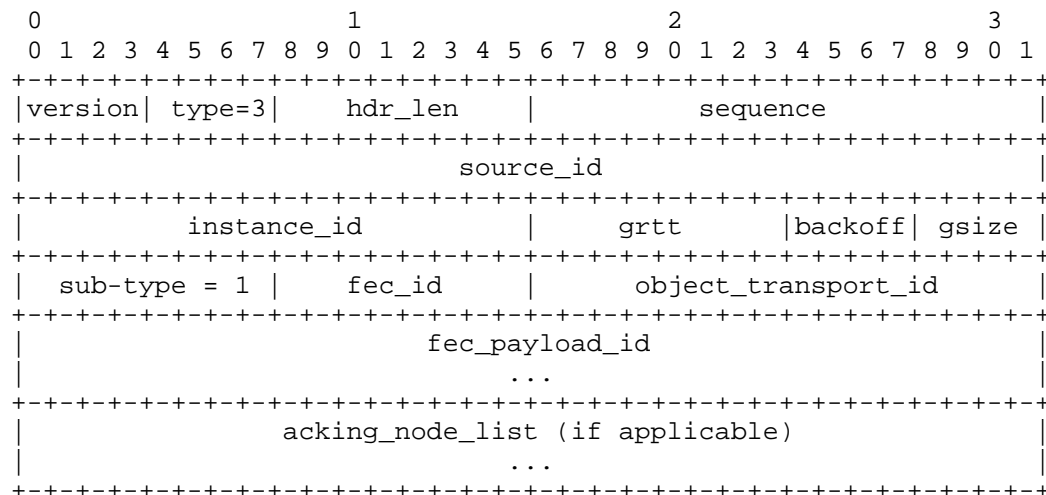 0                   1                   2                   3
0 1 2 3 4 5 6 7 8 9 0 1 2 3 4 5 6 7 8 9 0 1 2 3 4 5 6 7 8 9 0 1
+-+-+-+-+-+-+-+-+-+-+-+-+-+-+-+-+-+-+-+-+-+-+-+-+-+-+-+-+-+-+-+-+
|version| type=3|    hdr_len    |          sequence             |
+-+-+-+-+-+-+-+-+-+-+-+-+-+-+-+-+-+-+-+-+-+-+-+-+-+-+-+-+-+-+-+-+
|                           source_id                           |
+-+-+-+-+-+-+-+-+-+-+-+-+-+-+-+-+-+-+-+-+-+-+-+-+-+-+-+-+-+-+-+-+
|          instance_id          |     grtt      |backoff| gsize |
+-+-+-+-+-+-+-+-+-+-+-+-+-+-+-+-+-+-+-+-+-+-+-+-+-+-+-+-+-+-+-+-+
|  sub-type = 1 |    fec_id     |      object_transport_id      |
+-+-+-+-+-+-+-+-+-+-+-+-+-+-+-+-+-+-+-+-+-+-+-+-+-+-+-+-+-+-+-+-+
|                         fec_payload_id                        |
|                              ...                              |
+-+-+-+-+-+-+-+-+-+-+-+-+-+-+-+-+-+-+-+-+-+-+-+-+-+-+-+-+-+-+-+-+
|                acking_node_list (if applicable)               |
|                              ...                              |
+-+-+-+-+-+-+-+-+-+-+-+-+-+-+-+-+-+-+-+-+-+-+-+-+-+-+-+-+-+-+-+-+